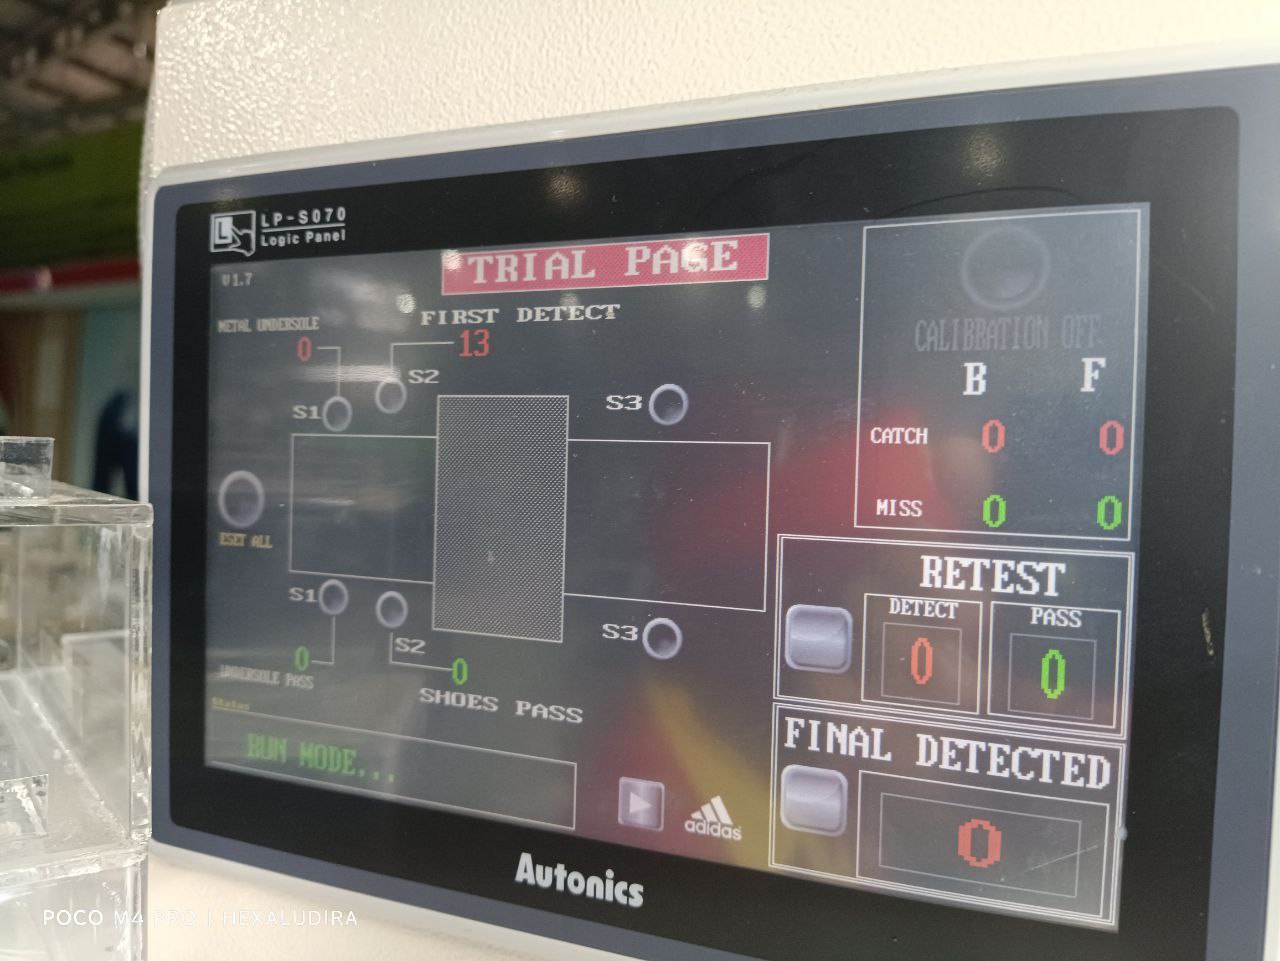 LP-S070
Logic Panel
V1.7
TRIAL PAGE
METAL UNDERSOLE
0
FIRST DETECT
13
S1
S2
S3
ESET ALL
S1
S2
S3
0
UNDERSOLE PASS
0
SHOES PASS
Status
RUN MODE...
adidas
CALIBRATION OFF
B F
CATCH 0 0
MISS 0 0
RETEST
DETECT PASS
0 0
FINAL DETECTED
0
Autonics
POCO M4 PRO | HEXALUDIRA